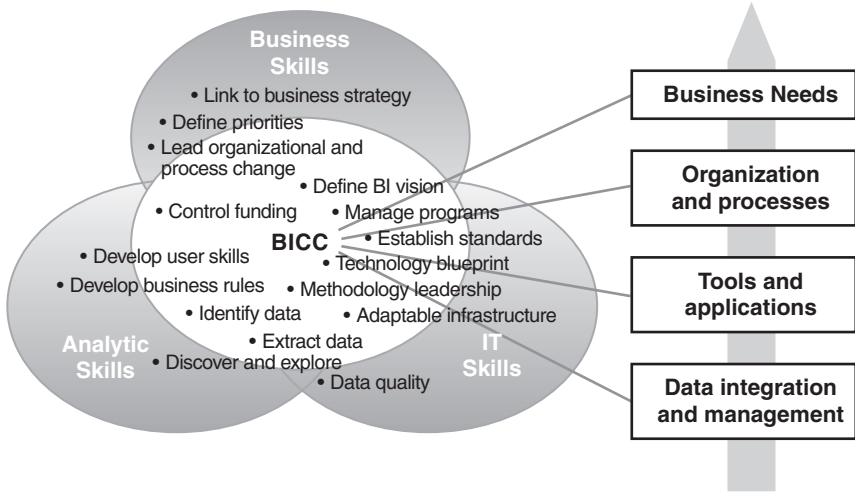 Business
Skills
• Link to business strategy
• Define priorities
• Lead organizational and
process change
• Define BI vision
• Control funding
• Manage programs
BICC
• Establish standards
• Develop user skills
• Technology blueprint
• Develop business rules
• Methodology leadership
• Identify data
• Adaptable infrastructure
• Extract data
Analytic
Skills
• Discover and explore
IT
Skills
• Data quality
Business Needs
Organization
and processes
Tools and
applications
Data integration
and management